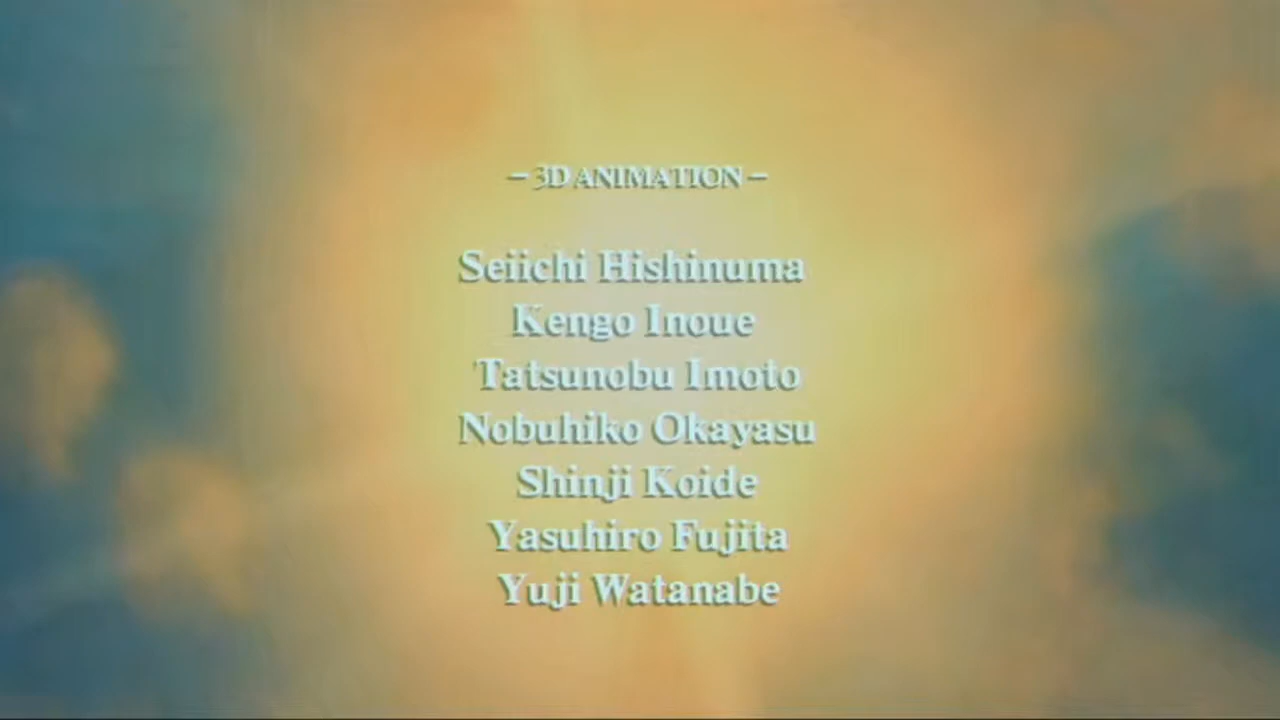 – 3D ANIMATION –
Seiichi Hishinuma
Kengo Inoue
Tatsunobu Imoto
Nobuhiko Okayasu
Shinji Koide
Yasuhiro Fujita
Yuji Watanabe